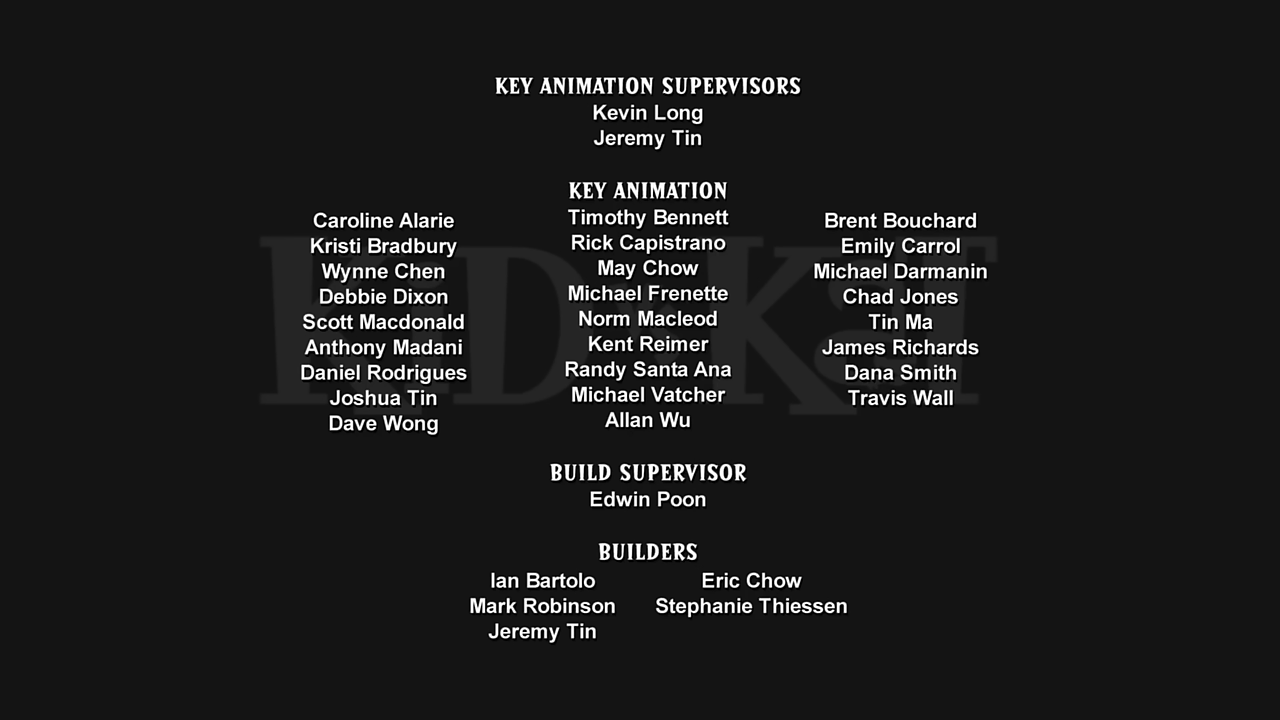 KEY ANIMATION SUPERVISORS
Kevin Long
Jeremy Tin
KEY ANIMATION
Caroline Alarie Timothy Bennett Brent Bouchard
Kristi Bradbury Rick Capistrano Emily Carrol
Wynne Chen May Chow Michael Darmanin
Debbie Dixon Michael Frenette Chad Jones
Scott Macdonald Norm Macleod Tin Ma
Anthony Madani Kent Reimer James Richards
Daniel Rodrigues Randy Santa Ana Dana Smith
Joshua Tin Michael Vatcher Travis Wall
Dave Wong Allan Wu
BUILD SUPERVISOR
Edwin Poon
BUILDERS
Ian Bartolo Eric Chow
Mark Robinson Stephanie Thiessen
Jeremy Tin